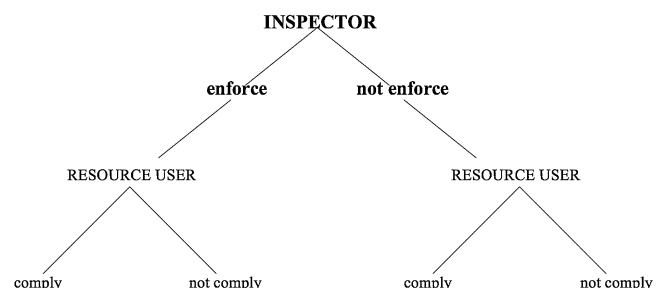 INSPECTOR
enforce not enforce
RESOURCE USER RESOURCE USER
comply not comply comply not comply